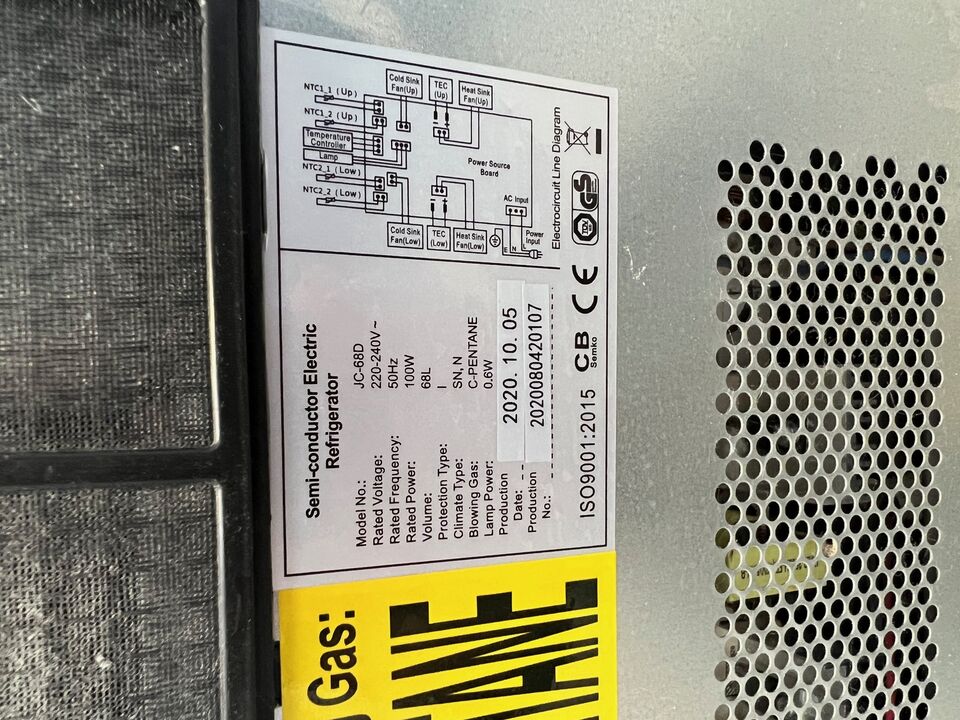 Semi-conductor Electric
Refrigerator
Model No.: JC-68D
Rated Voltage: 220-240V~
Rated Frequency: 50Hz
Rated Power: 100W
Volume: 68L
Protection Type: I
Climate Type: SN, N
Blowing Gas: C-PENTANE
Lamp Power: 0.6W
Production
Date: 2020. 10. 05
Production
No.: 2020080420107
ISO9001:2015 CB
Semko
CE
NTC1_1 (Up)
NTC1_2 (Up)
Temperature
Controller
Lamp
NTC2_1 (Low)
NTC2_2 (Low)
Cold Sink
Fan(Up)
TEC
(Up)
Heat Sink
Fan(Up)
Power Source
Board
Cold Sink
Fan(Low)
TEC
(Low)
Heat Sink
Fan(Low)
AC Input
E N L
Power
Input
Electrocircuit Line Diagram
TÜV
GS
Gas:
TANE